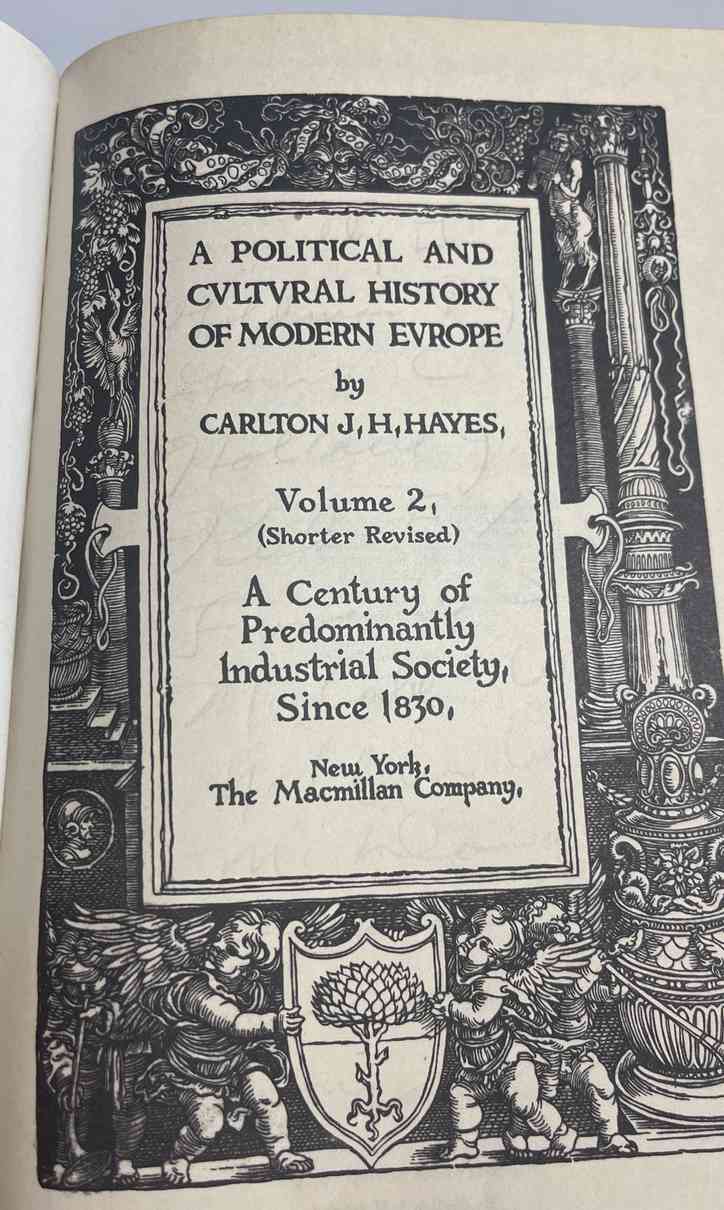 A POLITICAL AND
CVLTVRAL HISTORY
OF MODERN EVROPE
by
CARLTON J, H, HAYES,
Volume 2,
(Shorter Revised)
A Century of
Predominantly
Industrial Society,
Since 1830,
New York,
The Macmillan Company,